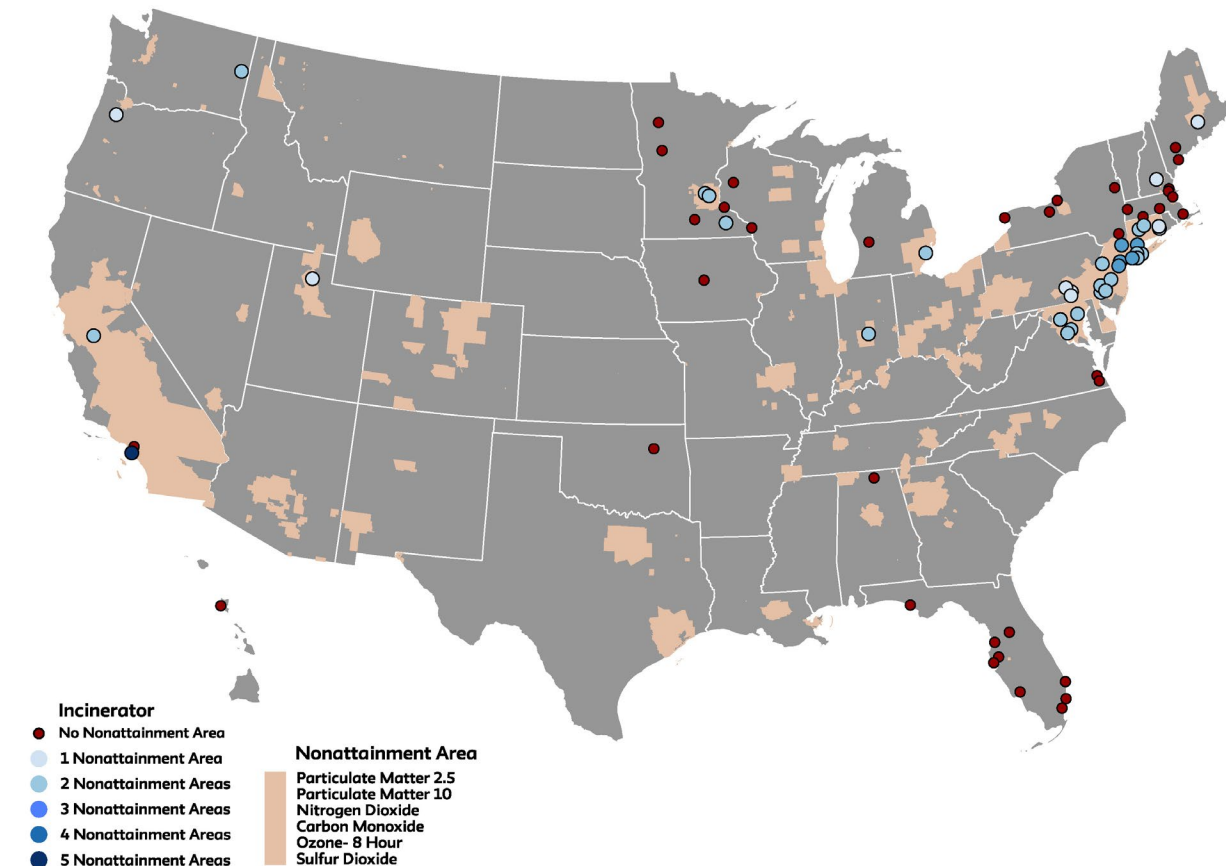 Incinerator
No Nonattainment Area
1 Nonattainment Area
2 Nonattainment Areas
3 Nonattainment Areas
4 Nonattainment Areas
5 Nonattainment Areas
Nonattainment Area
Particulate Matter 2.5
Particulate Matter 10
Nitrogen Dioxide
Carbon Monoxide
Ozone- 8 Hour
Sulfur Dioxide